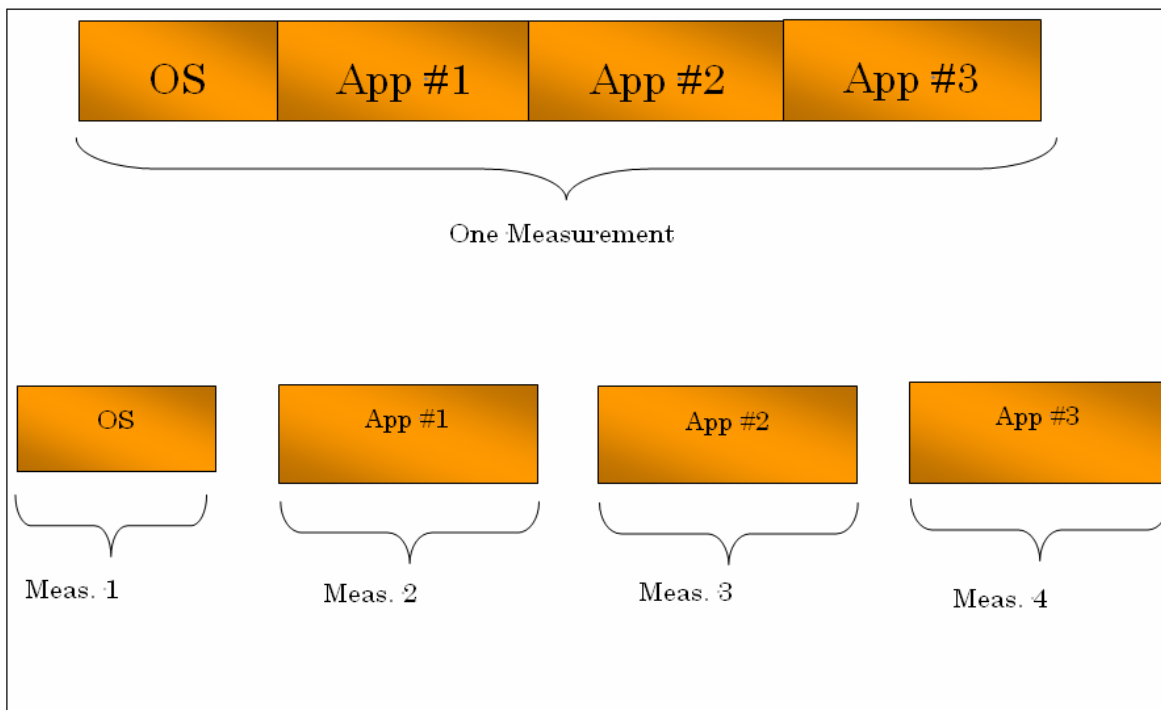 OS App #1 App #2 App #3
One Measurement
OS App #1 App #2 App #3
Meas. 1 Meas. 2 Meas. 3 Meas. 4